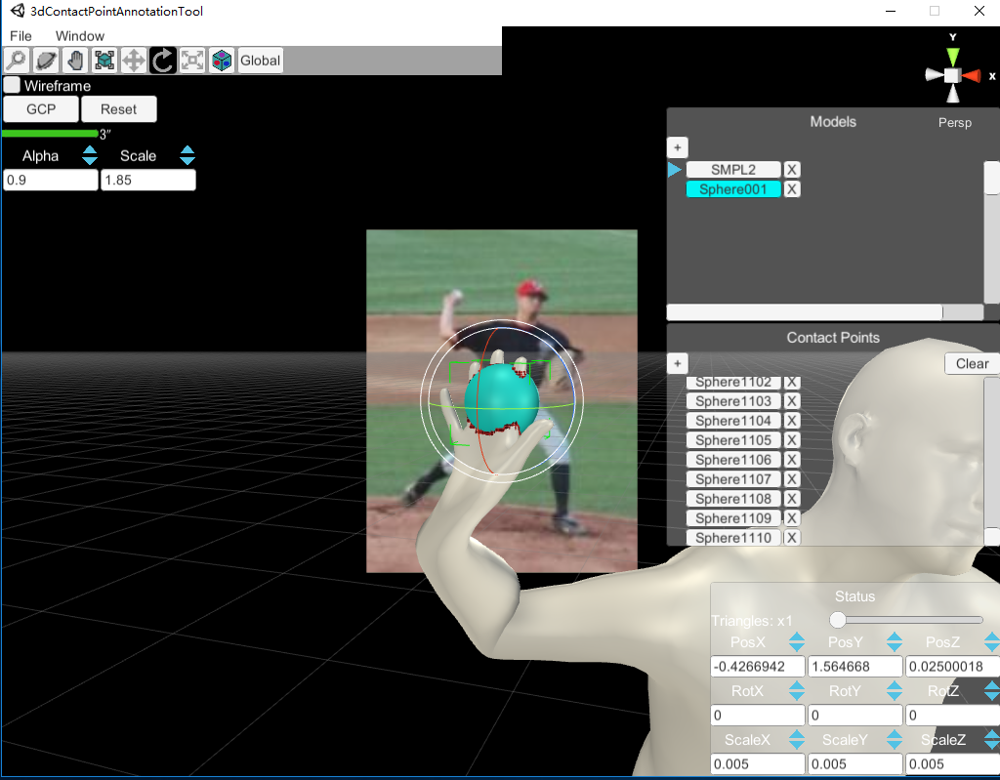 3dContactPointAnnotationTool
File Window
Global
Wireframe
GCP Reset
3"
Alpha Scale
0.9 1.85
Y
X
Persp
Models
+
SMPL2 X
Sphere001 X
Contact Points
+ Clear
Sphere1102 X
Sphere1103 X
Sphere1104 X
Sphere1105 X
Sphere1106 X
Sphere1107 X
Sphere1108 X
Sphere1109 X
Sphere1110 X
Status
Triangles: x1
PosX PosY PosZ
-0.4266942 1.564668 0.02500018
RotX RotY RotZ
0 0 0
ScaleX ScaleY ScaleZ
0.005 0.005 0.005